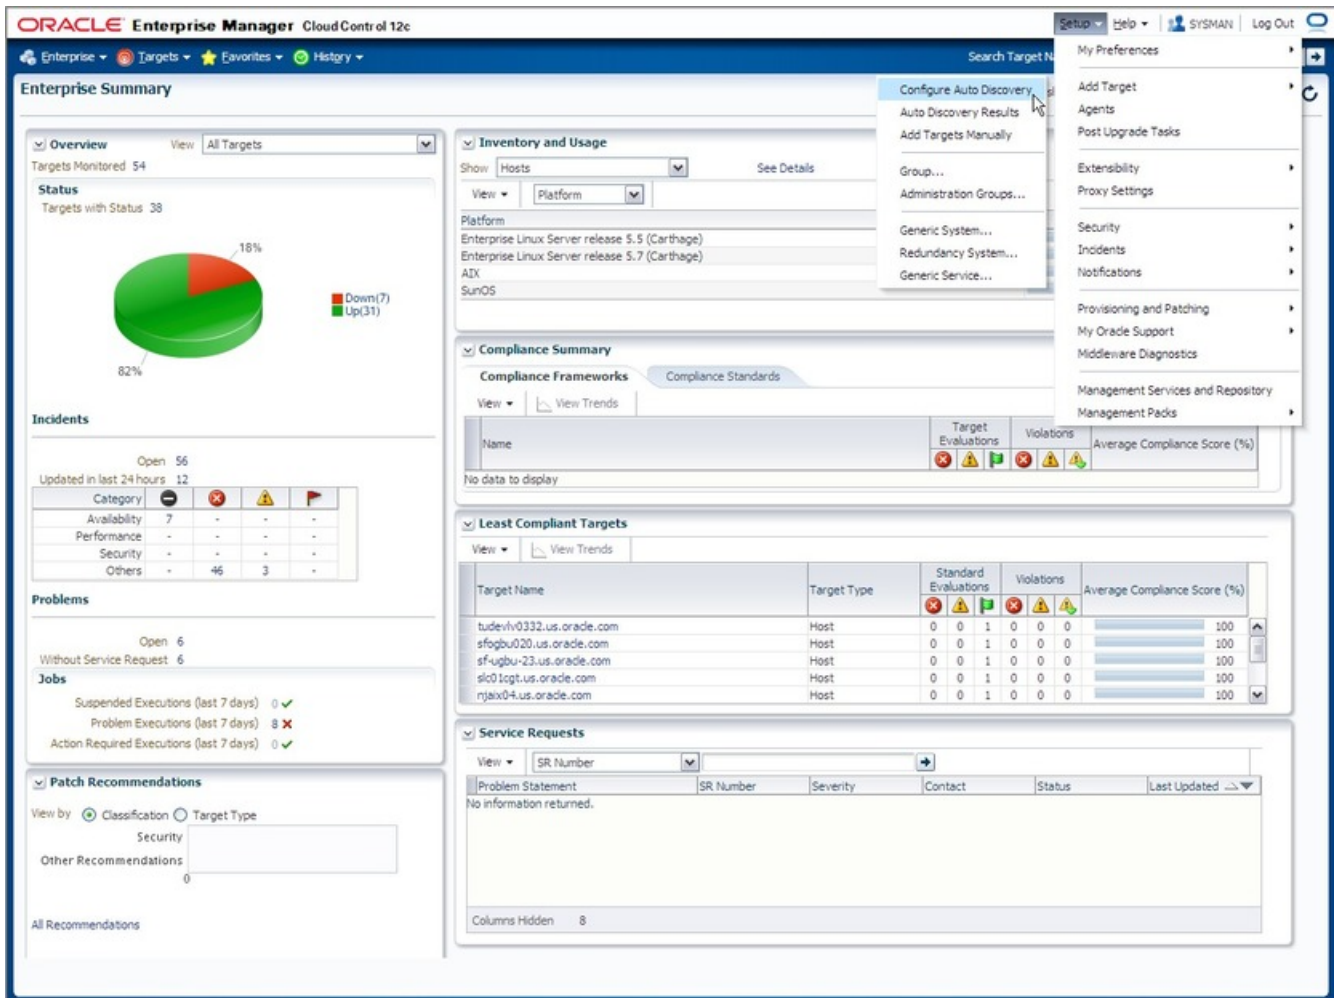 ORACLE Enterprise Manager Cloud Control 12c
Setup Help SYSMAN Log Out
Enterprise Targets Favorites History
Search Target Na
My Preferences
Add Target
Agents
Post Upgrade Tasks
Extensibility
Proxy Settings
Security
Incidents
Notifications
Provisioning and Patching
My Oracle Support
Middleware Diagnostics
Management Services and Repository
Management Packs
Configure Auto Discovery
Auto Discovery Results
Add Targets Manually
Group...
Administration Groups...
Generic System...
Redundancy System...
Generic Service...
Enterprise Summary
Overview View All Targets
Targets Monitored 54
Status
Targets with Status 38
18%
Down(7)
Up(31)
82%
Incidents
Open 56
Updated in last 24 hours 12
Category
Availability 7 - - -
Performance - - - -
Security - - - -
Others - 46 3 -
Problems
Open 6
Without Service Request 6
Jobs
Suspended Executions (last 7 days) 0
Problem Executions (last 7 days) 8
Action Required Executions (last 7 days) 0
Patch Recommendations
View by Classification Target Type
Security
Other Recommendations
0
All Recommendations
Inventory and Usage
Show Hosts See Details
View Platform
Platform
Enterprise Linux Server release 5.5 (Carthage)
Enterprise Linux Server release 5.7 (Carthage)
AIX
SunOS
Compliance Summary
Compliance Frameworks Compliance Standards
View View Trends
Name Target Evaluations Violations Average Compliance Score (%)
No data to display
Least Compliant Targets
View View Trends
Target Name Target Type Standard Evaluations Violations Average Compliance Score (%)
tudevlv0332.us.oracle.com Host 0 0 1 0 0 0 100
sfogbu020.us.oracle.com Host 0 0 1 0 0 0 100
sf-ugbu-23.us.oracle.com Host 0 0 1 0 0 0 100
slc01cgt.us.oracle.com Host 0 0 1 0 0 0 100
njaix04.us.oracle.com Host 0 0 1 0 0 0 100
Service Requests
View SR Number
Problem Statement SR Number Severity Contact Status Last Updated
No information returned.
Columns Hidden 8